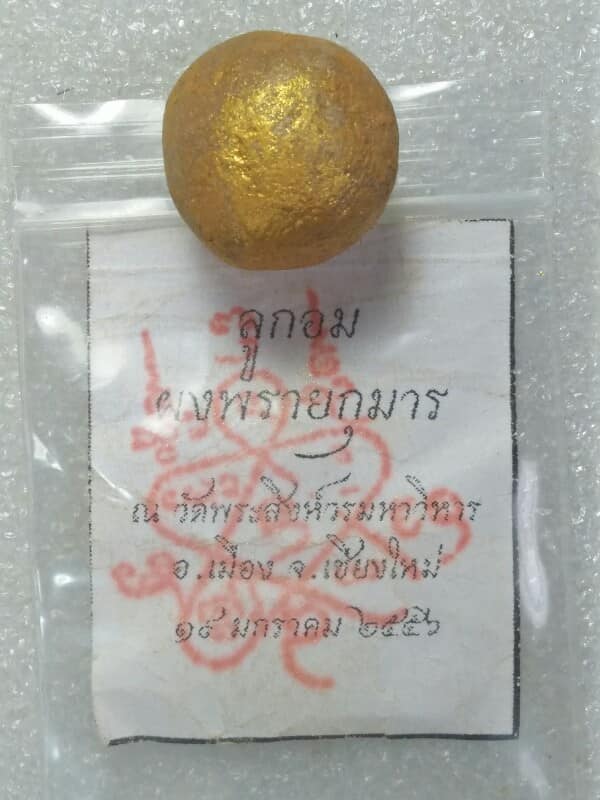 ลูกอม
ผงพรายกุมาร
ณ วัดพระสิงห์วรมหาวิหาร
อ.เมือง จ.เชียงใหม่
๑๙ มกราคม ๒๕๕๖